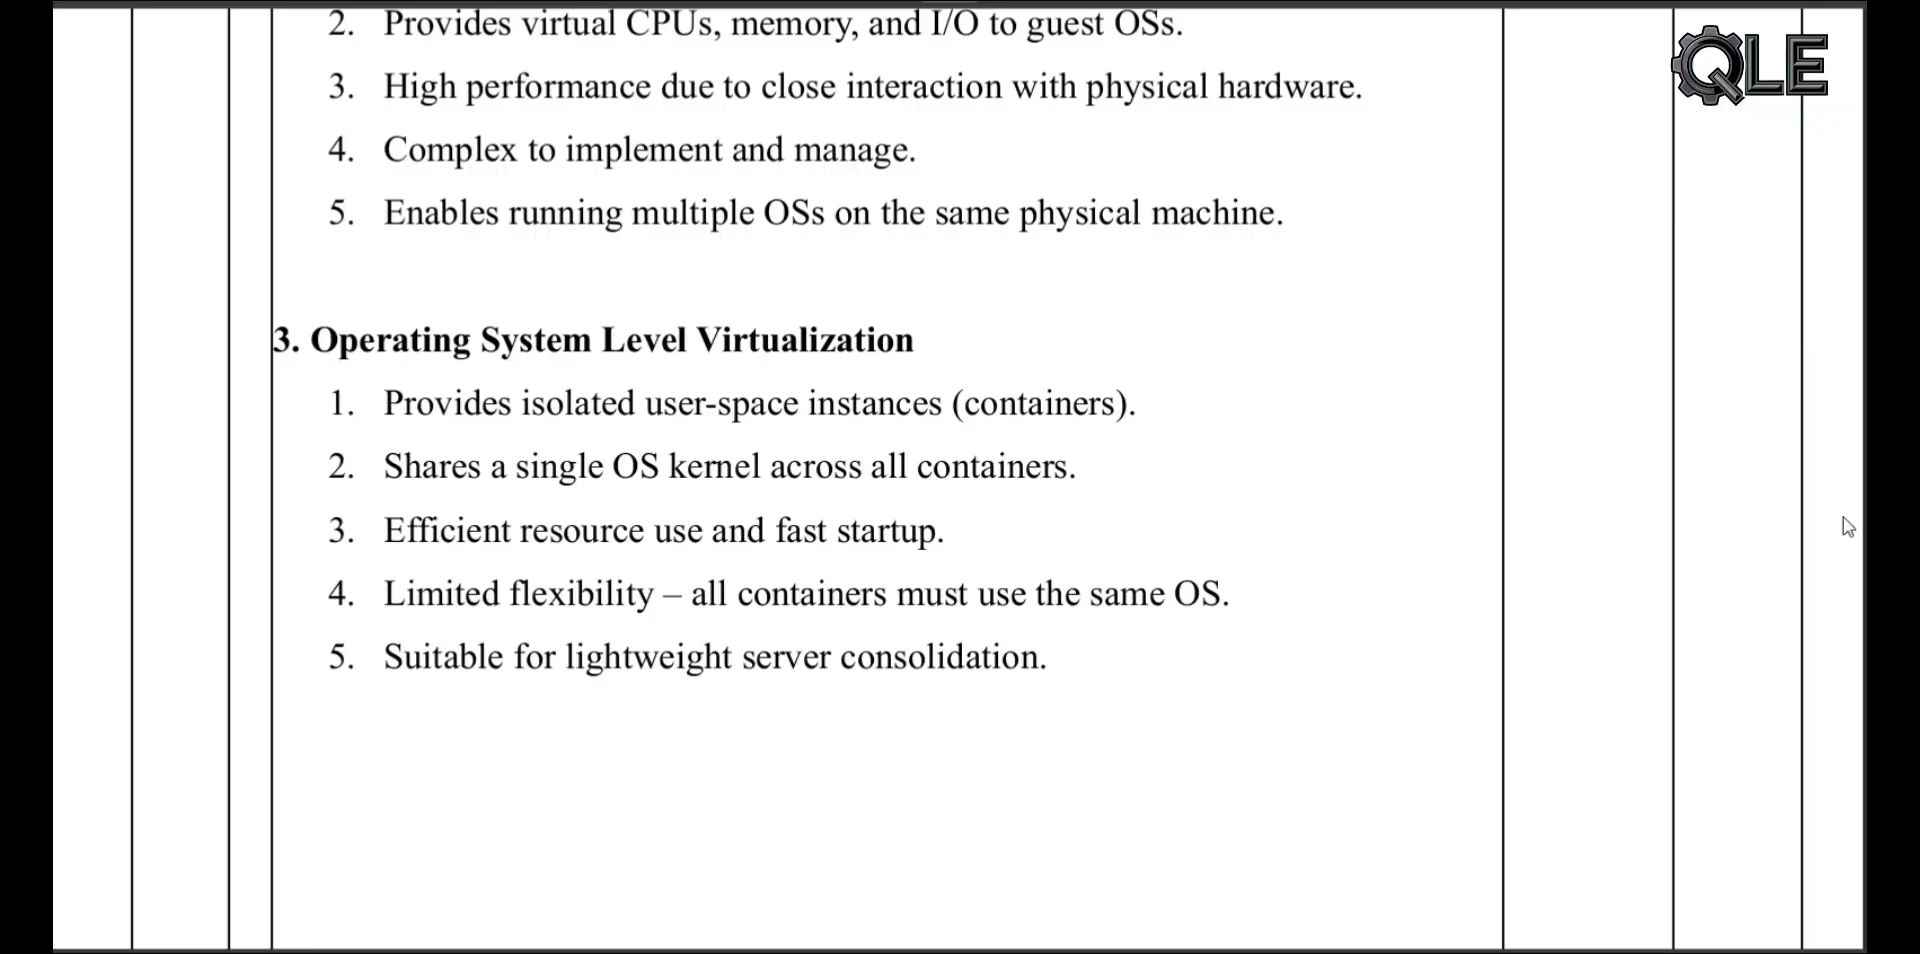 2. Provides virtual CPUs, memory, and I/O to guest OSs.
3. High performance due to close interaction with physical hardware.
4. Complex to implement and manage.
5. Enables running multiple OSs on the same physical machine.
3. Operating System Level Virtualization
1. Provides isolated user-space instances (containers).
2. Shares a single OS kernel across all containers.
3. Efficient resource use and fast startup.
4. Limited flexibility – all containers must use the same OS.
5. Suitable for lightweight server consolidation.
QLE